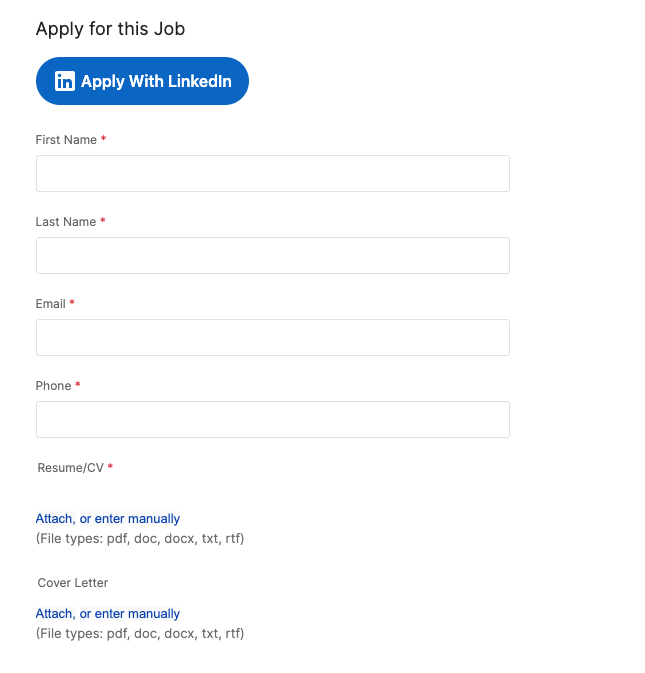 Apply for this Job
in Apply With LinkedIn
First Name *
Last Name *
Email *
Phone *
Resume/CV *
Attach, or enter manually
(File types: pdf, doc, docx, txt, rtf)
Cover Letter
Attach, or enter manually
(File types: pdf, doc, docx, txt, rtf)